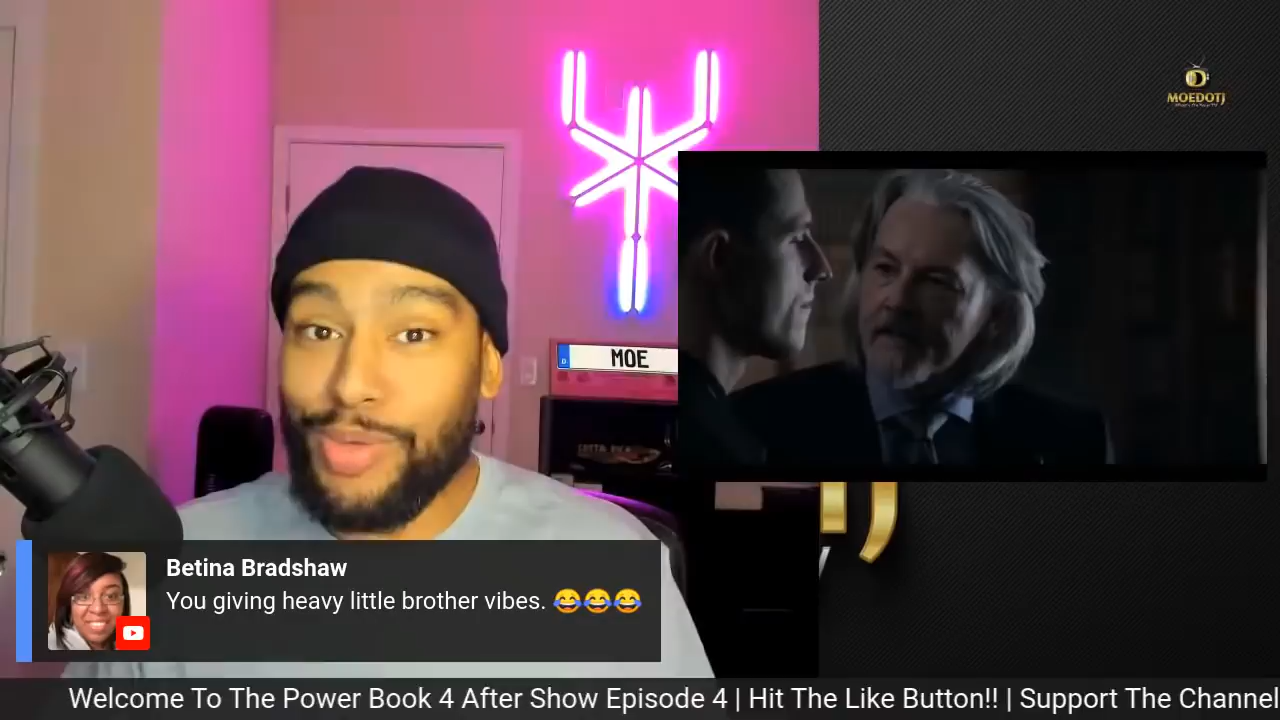 MOEDOTJ
MOE
D
Betina Bradshaw
You giving heavy little brother vibes. 😂😂😂
Welcome To The Power Book 4 After Show Episode 4 | Hit The Like Button!! | Support The Channel